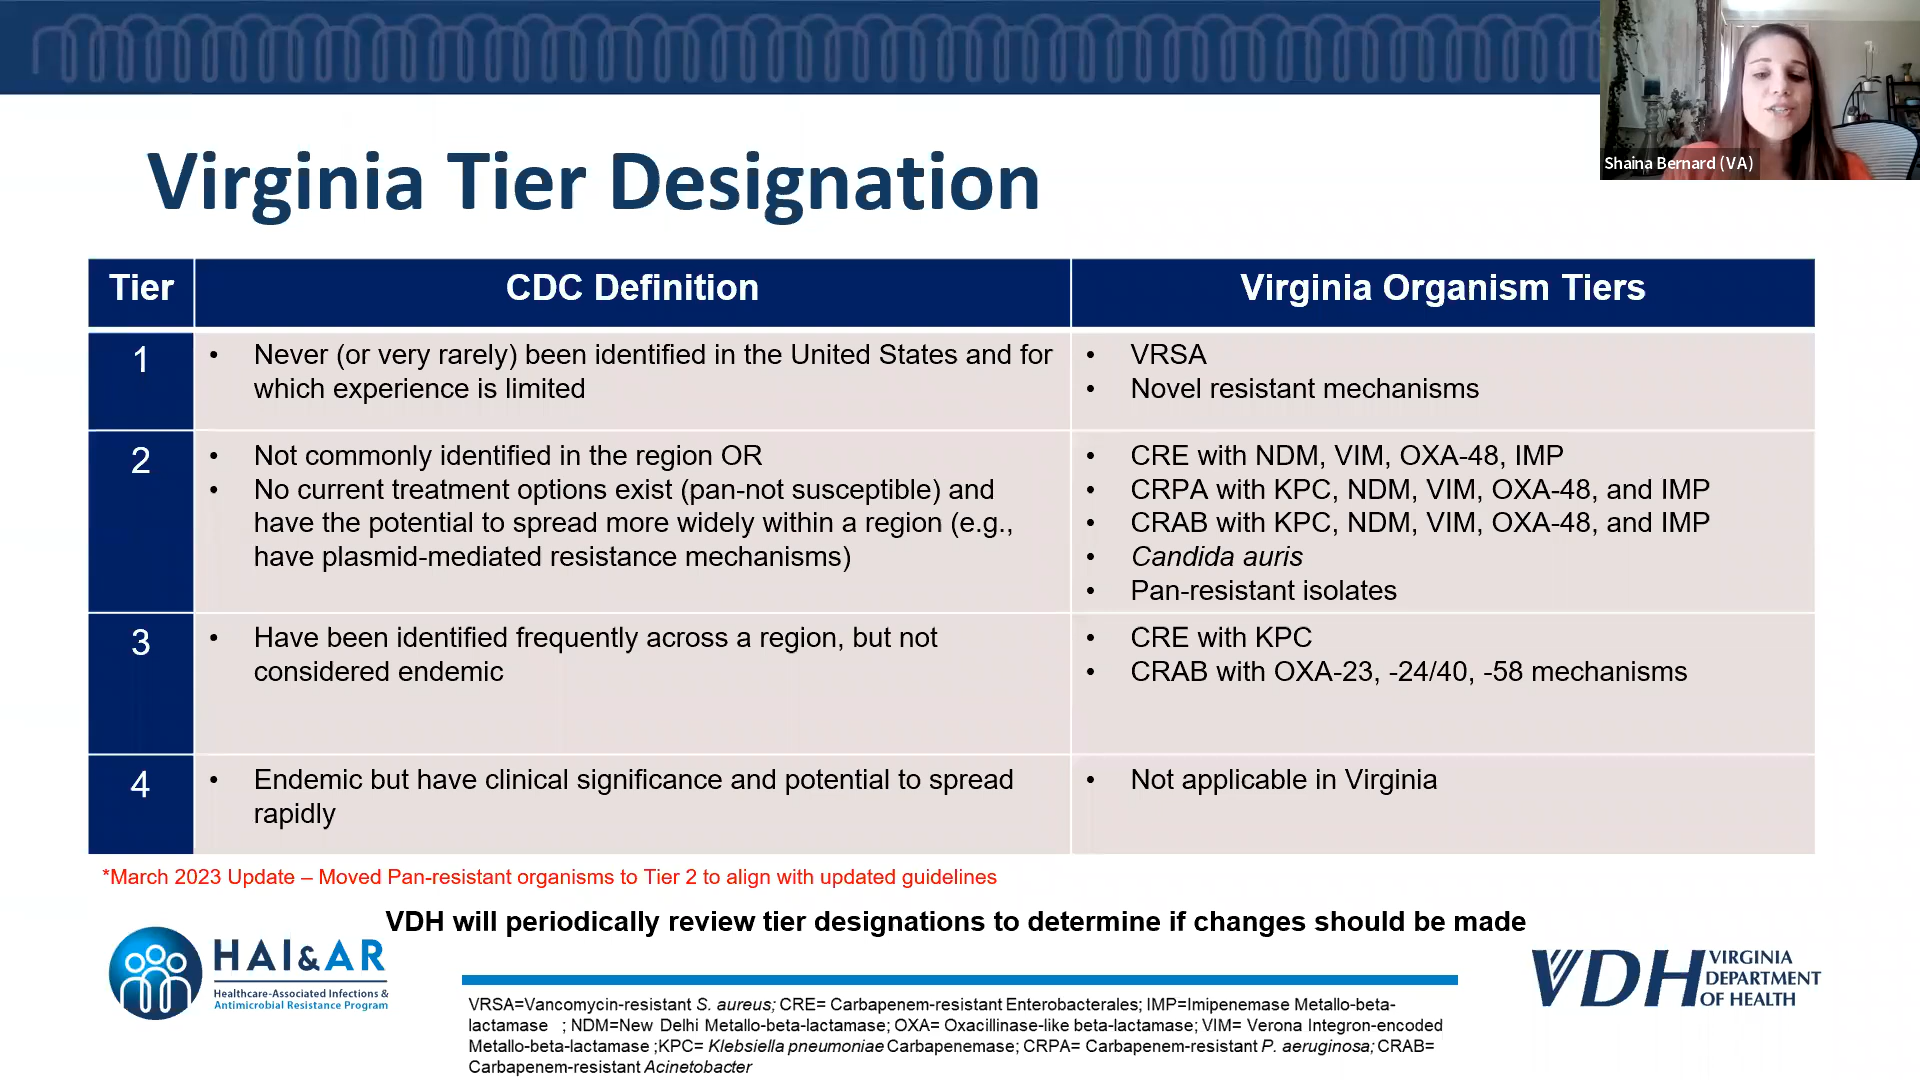 Shaina Bernard (VA)
Virginia Tier Designation
Tier
CDC Definition
Virginia Organism Tiers
1
• Never (or very rarely) been identified in the United States and for
which experience is limited
• VRSA
• Novel resistant mechanisms
2
• Not commonly identified in the region OR
• No current treatment options exist (pan-not susceptible) and
have the potential to spread more widely within a region (e.g.,
have plasmid-mediated resistance mechanisms)
• CRE with NDM, VIM, OXA-48, IMP
• CRPA with KPC, NDM, VIM, OXA-48, and IMP
• CRAB with KPC, NDM, VIM, OXA-48, and IMP
• Candida auris
• Pan-resistant isolates
3
• Have been identified frequently across a region, but not
considered endemic
• CRE with KPC
• CRAB with OXA-23, -24/40, -58 mechanisms
4
• Endemic but have clinical significance and potential to spread
rapidly
• Not applicable in Virginia
*March 2023 Update – Moved Pan-resistant organisms to Tier 2 to align with updated guidelines
VDH will periodically review tier designations to determine if changes should be made
HAI&AR
Healthcare-Associated Infections &
Antimicrobial Resistance Program
VRSA=Vancomycin-resistant S. aureus; CRE= Carbapenem-resistant Enterobacterales; IMP=Imipenemase Metallo-beta-
lactamase ; NDM=New Delhi Metallo-beta-lactamase; OXA= Oxacillinase-like beta-lactamase; VIM= Verona Integron-encoded
Metallo-beta-lactamase ;KPC= Klebsiella pneumoniae Carbapenemase; CRPA= Carbapenem-resistant P. aeruginosa; CRAB=
Carbapenem-resistant Acinetobacter
VDH
VIRGINIA
DEPARTMENT
OF HEALTH